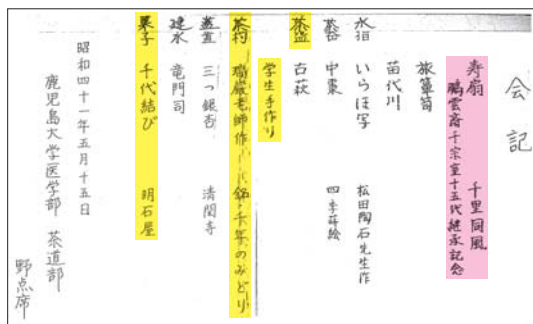 会記
寿扇 千里同風
鵬雲斎千宗室十五代継承記念
旅箪笥
苗代川
水指 いらほ写 松田陶石先生作
茶器 中棗 四季蒔絵
茶盌 古萩
学生手作り
茶杓 瓛巌老師作 銘 千年のみどり
蓋置 三つ銀杏 清閑寺
建水 竜門司
菓子 千代結び 明石屋
昭和四十一年五月十五日
鹿児島大学医学部 茶道部
野点席